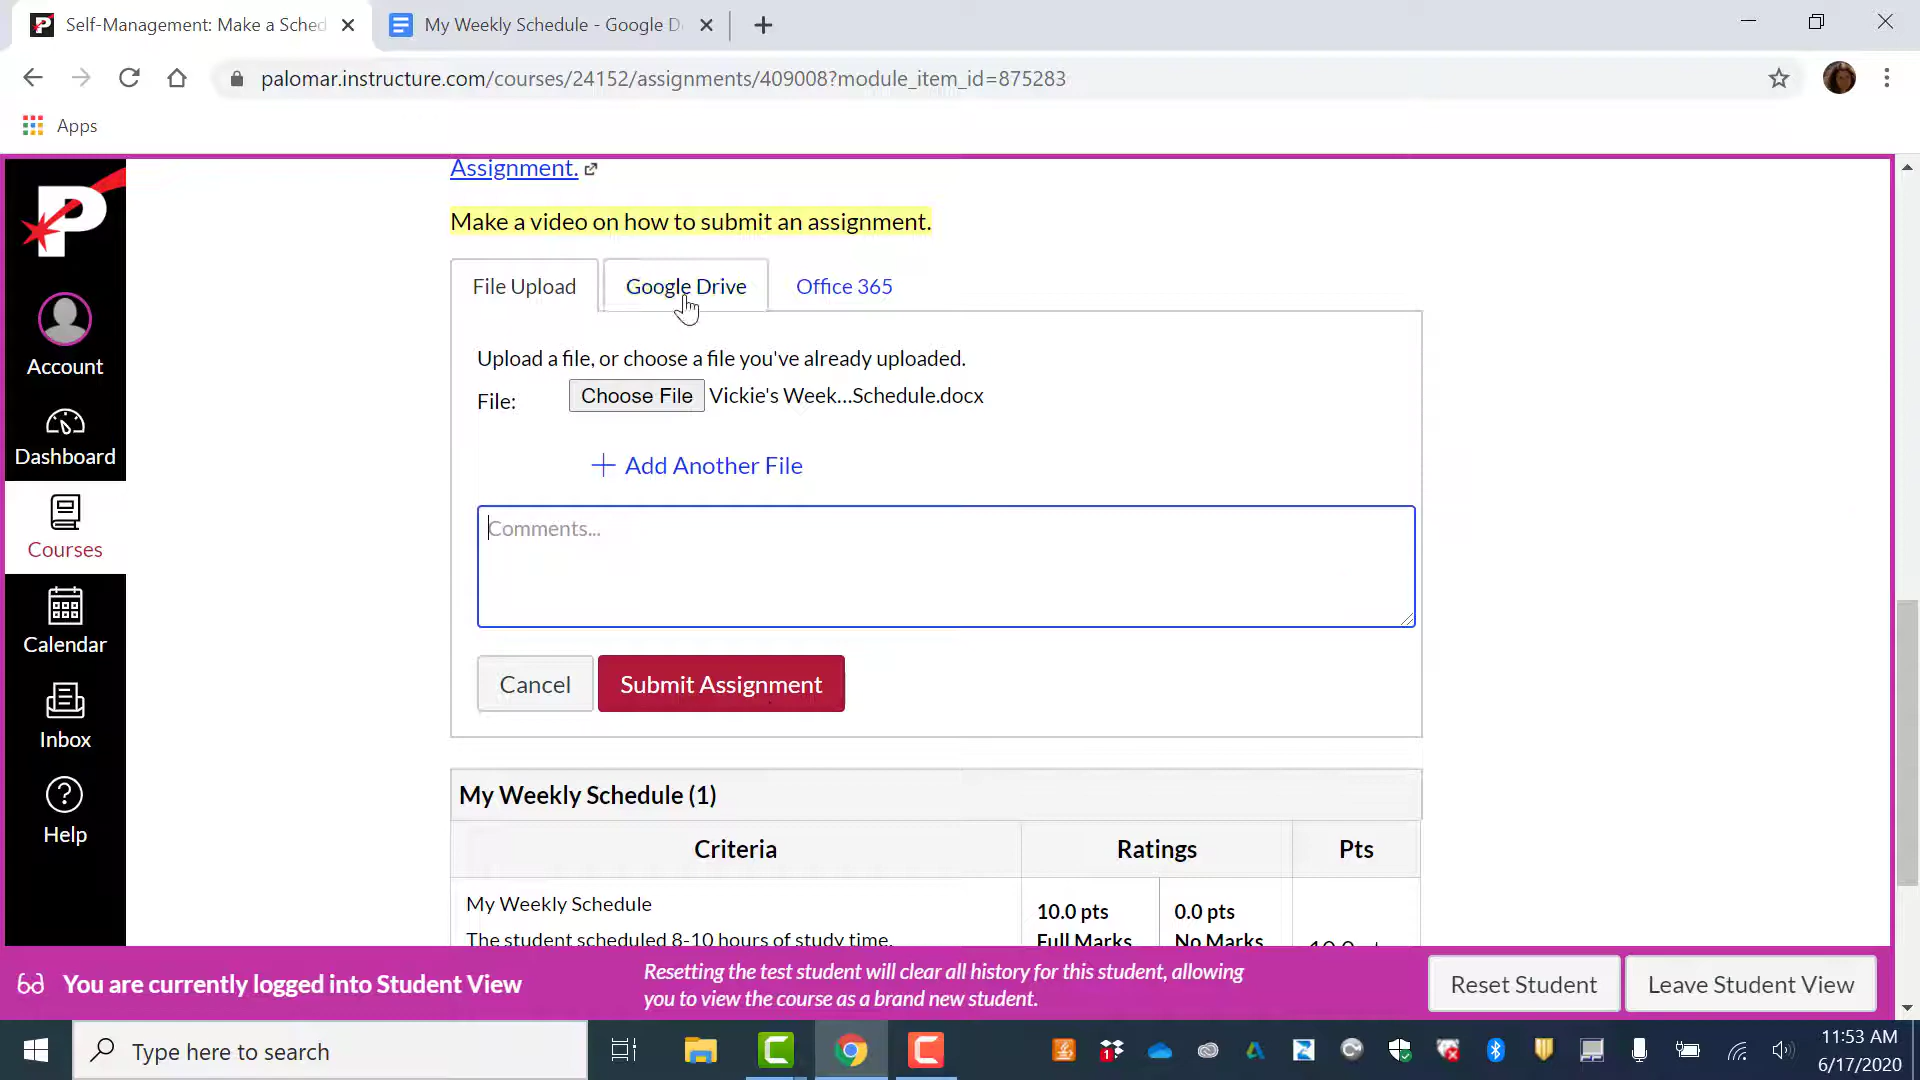 Self-Management: Make a Sched
My Weekly Schedule - Google D
palomar.instructure.com/courses/24152/assignments/409008?module_item_id=875283
Apps
P
Account
Dashboard
Courses
Calendar
Inbox
Help
Assignment.
Make a video on how to submit an assignment.
File Upload
Google Drive
Office 365
Upload a file, or choose a file you've already uploaded.
File:
Choose File
Vickie's Week...Schedule.docx
Add Another File
Comments...
Cancel
Submit Assignment
My Weekly Schedule (1)
Criteria
Ratings
Pts
My Weekly Schedule
10.0 pts
0.0 pts
The student scheduled 8-10 hours of study time.
Full Marks
No Marks
You are currently logged into Student View
Resetting the test student will clear all history for this student, allowing
you to view the course as a brand new student.
Reset Student
Leave Student View
Type here to search
1
11:53 AM
6/17/2020